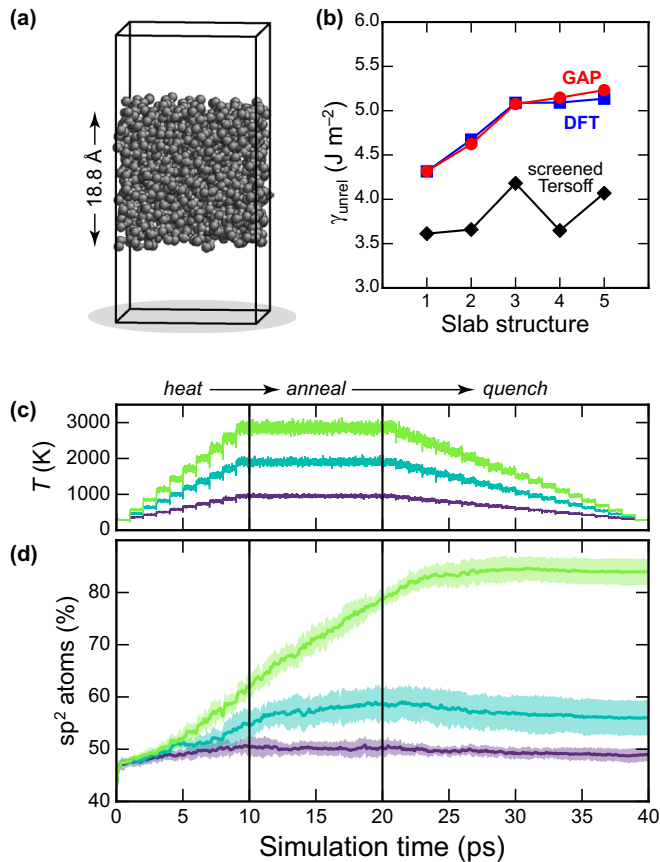 (a)
18.8 Å
(b)
γunrel (J m⁻²)
6.0
5.5
5.0
4.5
4.0
3.5
3.0
GAP
DFT
screened
Tersoff
1 2 3 4 5
Slab structure
heat anneal quench
(c)
T (K)
3000
2000
1000
0
(d)
sp² atoms (%)
80
70
60
50
40
0 5 10 15 20 25 30 35 40
Simulation time (ps)